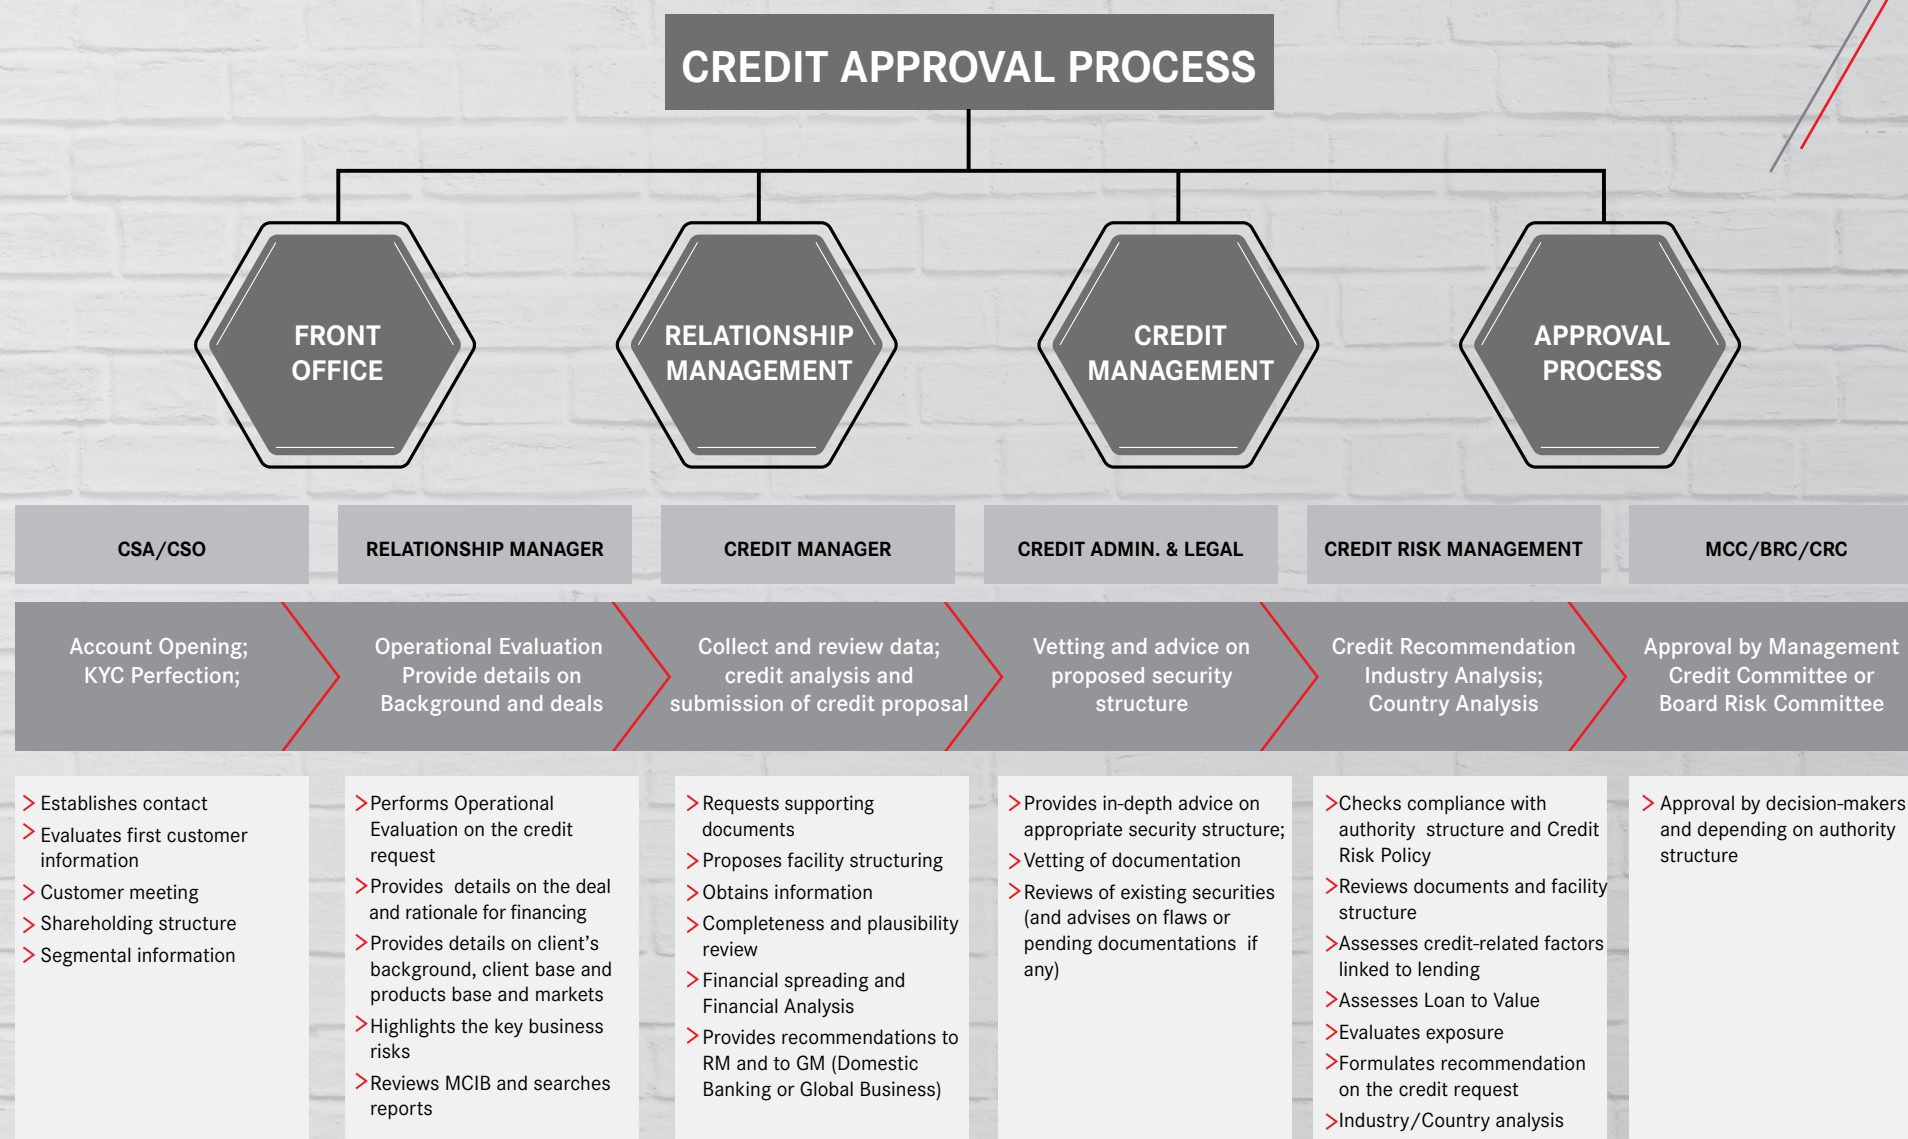 CREDIT APPROVAL PROCESS
FRONT
OFFICE
RELATIONSHIP
MANAGEMENT
CREDIT
MANAGEMENT
APPROVAL
PROCESS
CSA/CSO
RELATIONSHIP MANAGER
CREDIT MANAGER
CREDIT ADMIN. & LEGAL
CREDIT RISK MANAGEMENT
MCC/BRC/CRC
Account Opening;
KYC Perfection;
Operational Evaluation
Provide details on
Background and deals
Collect and review data;
credit analysis and
submission of credit proposal
Vetting and advice on
proposed security
structure
Credit Recommendation
Industry Analysis;
Country Analysis
Approval by Management
Credit Committee or
Board Risk Committee
Establishes contact
Evaluates first customer
information
Customer meeting
Shareholding structure
Segmental information
Performs Operational
Evaluation on the credit
request
Provides details on the deal
and rationale for financing
Provides details on client's
background, client base and
products base and markets
Highlights the key business
risks
Reviews MCIB and searches
reports
Requests supporting
documents
Proposes facility structuring
Obtains information
Completeness and plausibility
review
Financial spreading and
Financial Analysis
Provides recommendations to
RM and to GM (Domestic
Banking or Global Business)
Provides in-depth advice on
appropriate security structure;
Vetting of documentation
Reviews of existing securities
(and advises on flaws or
pending documentations if
any)
Checks compliance with
authority structure and Credit
Risk Policy
Reviews documents and facility
structure
Assesses credit-related factors
linked to lending
Assesses Loan to Value
Evaluates exposure
Formulates recommendation
on the credit request
Industry/Country analysis
Approval by decision-makers
and depending on authority
structure